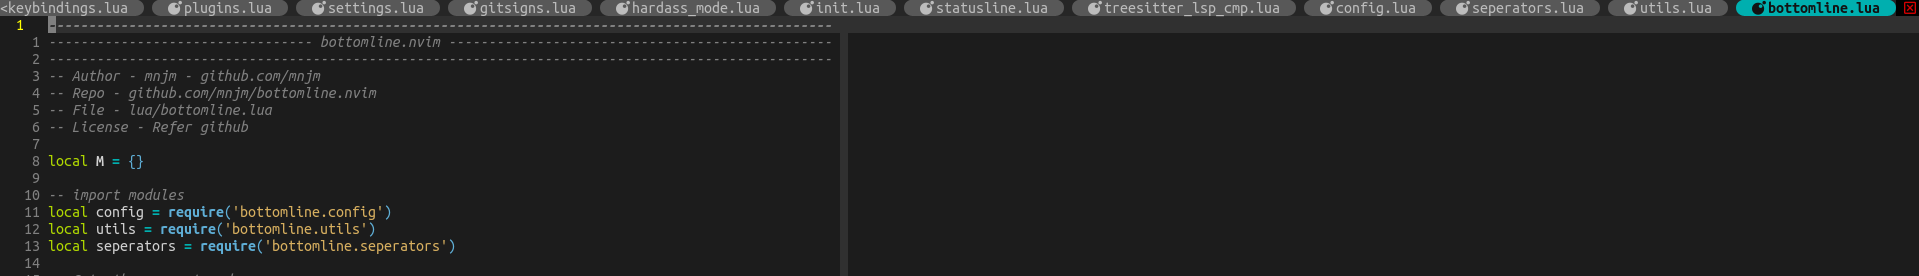 <keybindings.lua plugins.lua settings.lua gitsigns.lua hardass_mode.lua init.lua statusline.lua treesitter_lsp_cmp.lua config.lua seperators.lua utils.lua bottomline.lua
1 --------------------------------------------------------------------------------------------------
1 --------------------------------- bottomline.nvim ------------------------------------------------
2 --------------------------------------------------------------------------------------------------
3 -- Author - mnjm - github.com/mnjm
4 -- Repo - github.com/mnjm/bottomline.nvim
5 -- File - lua/bottomline.lua
6 -- License - Refer github
7
8 local M = {}
9
10 -- import modules
11 local config = require('bottomline.config')
12 local utils = require('bottomline.utils')
13 local seperators = require('bottomline.seperators')
14